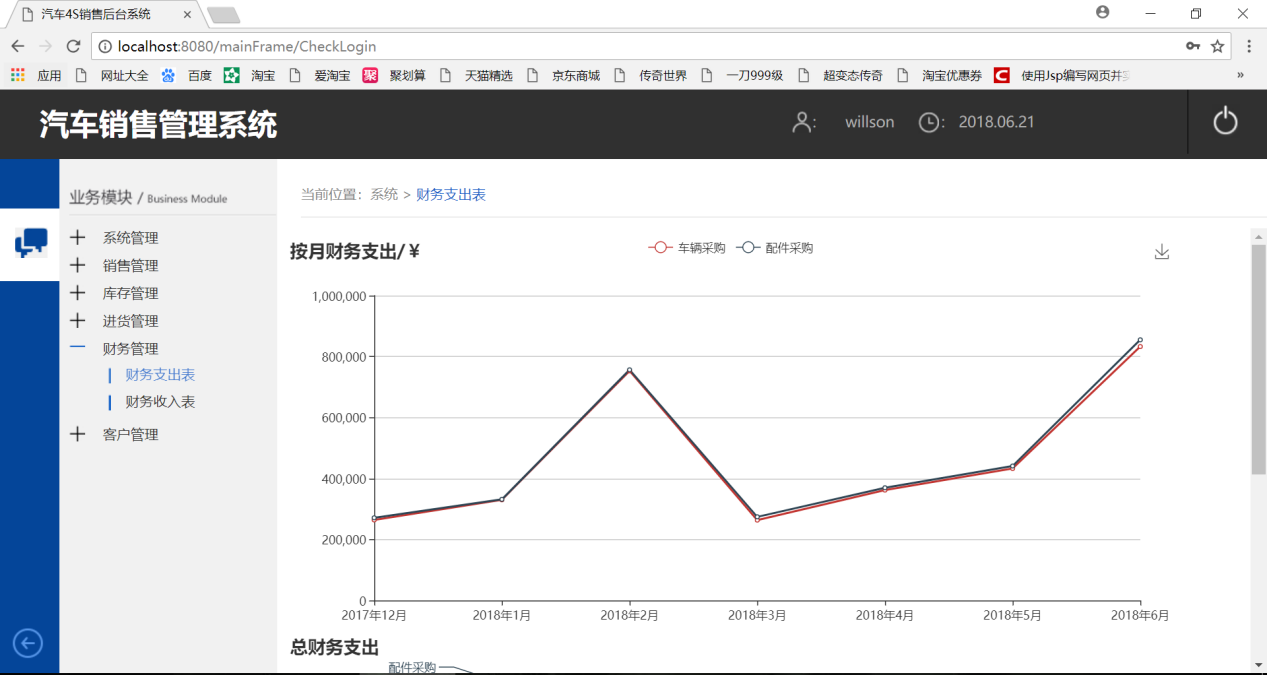 汽车4S销售后台系统
localhost:8080/mainFrame/CheckLogin
应用 网址大全 百度 淘宝 爱淘宝 聚划算 天猫精选 京东商城 传奇世界 一刀999级 超变态传奇 淘宝优惠券 使用Jsp编写网页并 »
汽车销售管理系统 : willson : 2018.06.21
业务模块 / Business Module
系统管理
销售管理
库存管理
进货管理
财务管理
财务支出表
财务收入表
客户管理
当前位置：系统 > 财务支出表
按月财务支出/￥
车辆采购 配件采购
1,000,000
800,000
600,000
400,000
200,000
0
2017年12月 2018年1月 2018年2月 2018年3月 2018年4月 2018年5月 2018年6月
总财务支出
配件采购